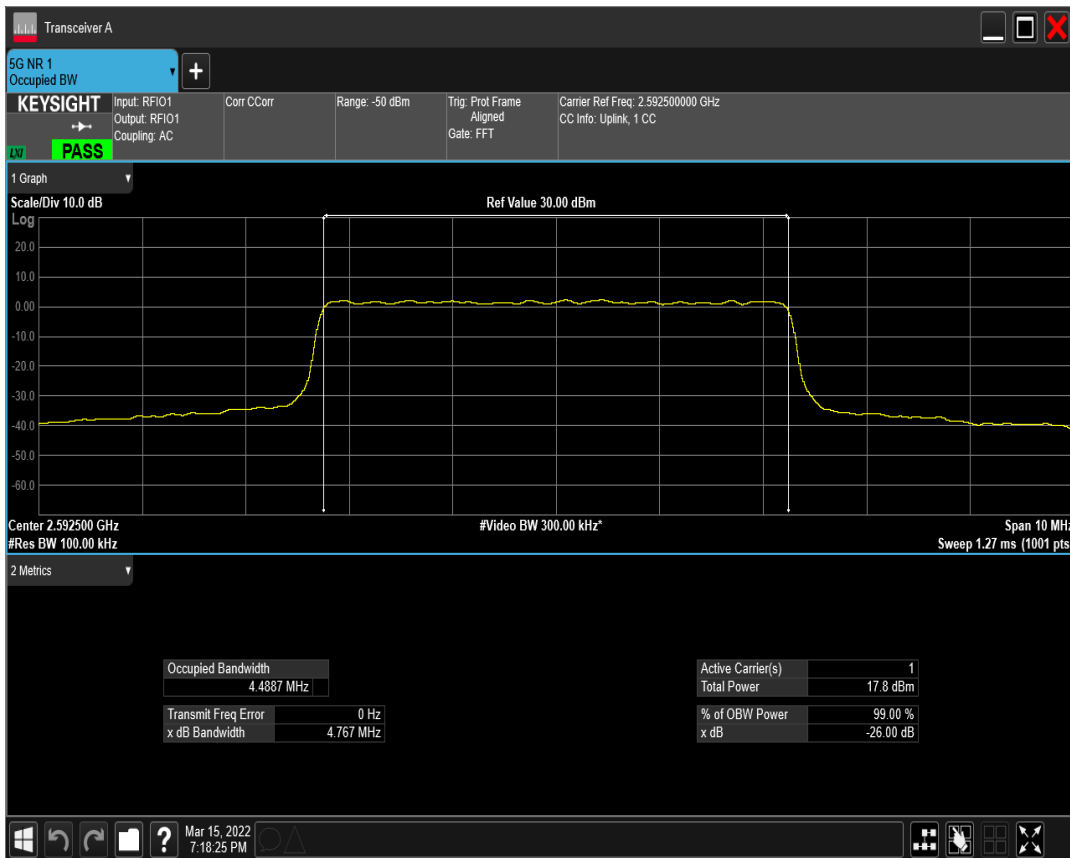 Transceiver A
5G NR 1
Occupied BW
KEYSIGHT
LXI
PASS
Input: RFIO1
Output: RFIO1
Coupling: AC
Corr CCorr
Range: -50 dBm
Trig: Prot Frame
Aligned
Gate: FFT
Carrier Ref Freq: 2.592500000 GHz
CC Info: Uplink, 1 CC
1 Graph
Scale/Div 10.0 dB
Ref Value 30.00 dBm
Log
20.0
10.0
0.00
-10.0
-20.0
-30.0
-40.0
-50.0
-60.0
Center 2.592500 GHz
#Video BW 300.00 kHz*
Span 10 MHz
#Res BW 100.00 kHz
Sweep 1.27 ms (1001 pts
2 Metrics
Occupied Bandwidth
4.4887 MHz
Transmit Freq Error 0 Hz
x dB Bandwidth 4.767 MHz
Active Carrier(s) 1
Total Power 17.8 dBm
% of OBW Power 99.00 %
x dB -26.00 dB
?
Mar 15, 2022
7:18:25 PM